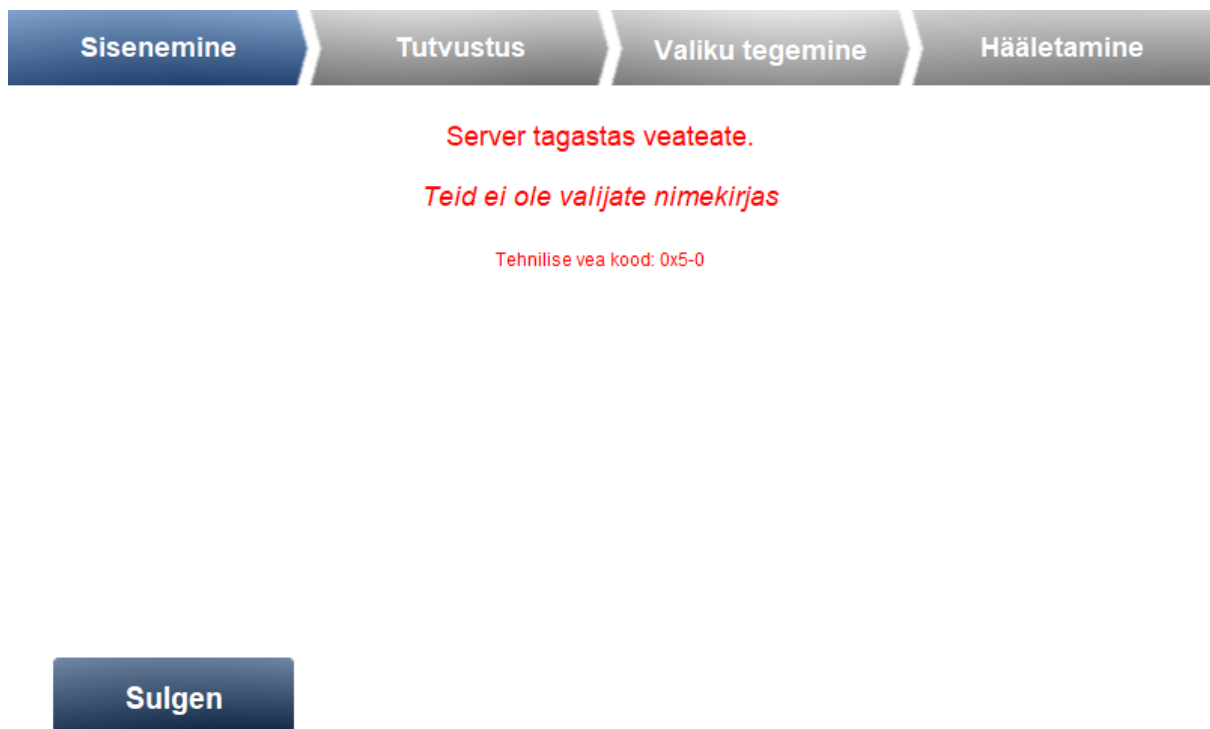 Sisenemine Tutvustus Valiku tegemine Hääletamine
Server tagastas veateate.
Teid ei ole valijate nimekirjas
Tehnilise vea kood: 0x5-0
Sulgen